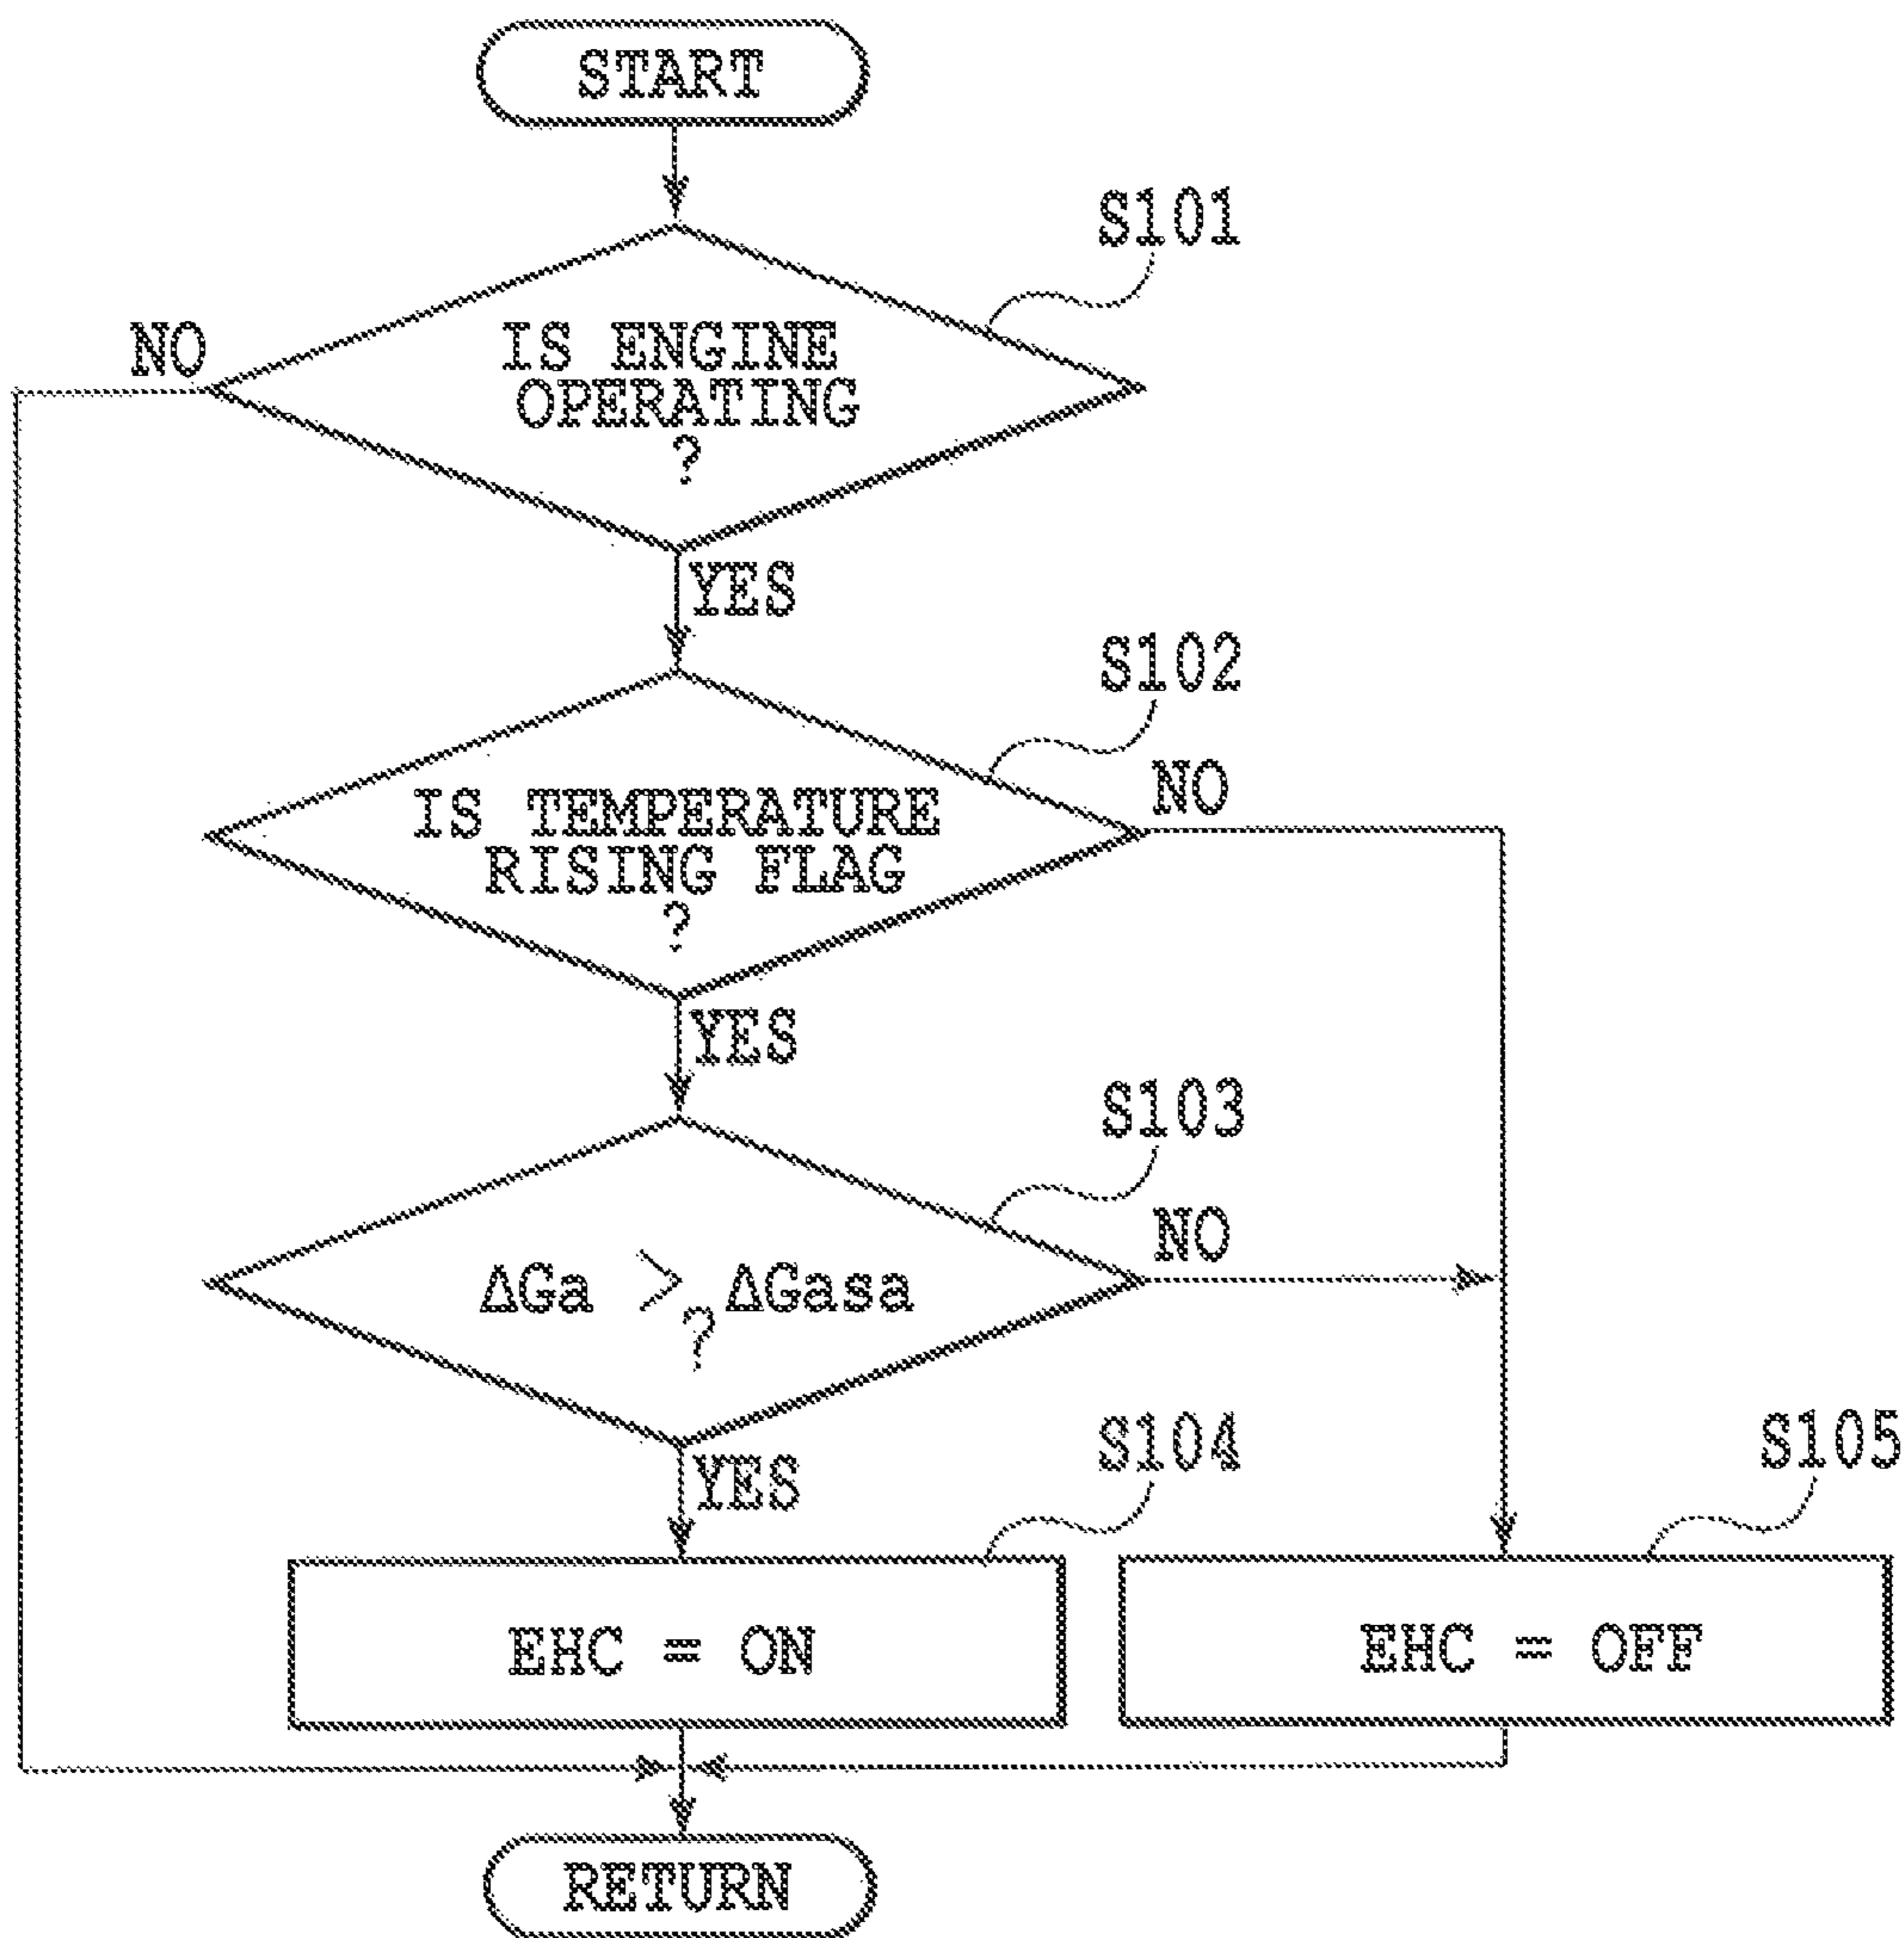 START
S101
NO
IS ENGINE
OPERATING
?
YES
S102
NO
IS TEMPERATURE
RISING FLAG
?
YES
S103
NO
ΔGa > ΔGasa
?
YES
S104
S105
EHC = ON
EHC = OFF
RETURN